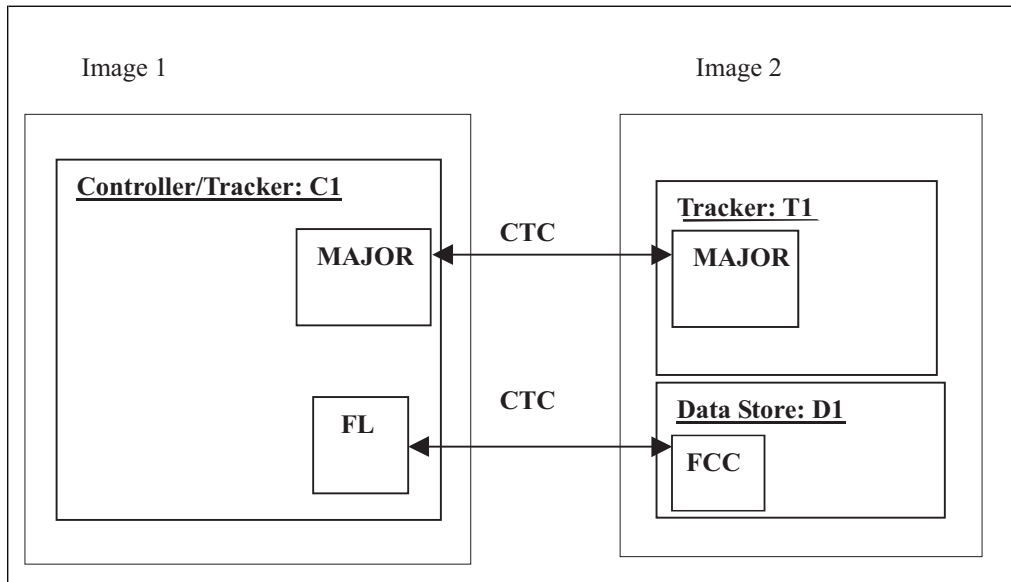 Image 1
Image 2
Controller/Tracker: C1
MAJOR
FL
CTC
CTC
Tracker: T1
MAJOR
Data Store: D1
FCC